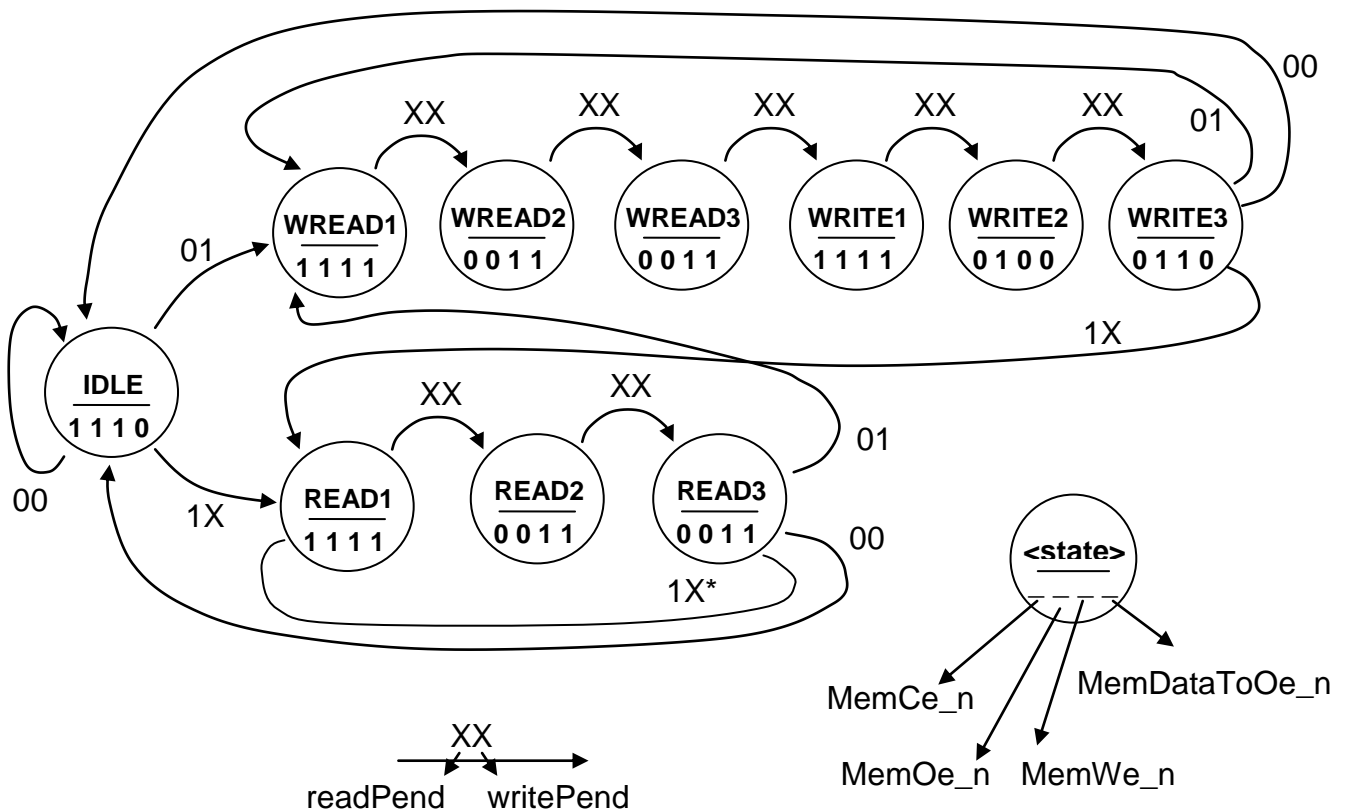 00
XX
XX
XX
XX
XX
01
WREAD1
1 1 1 1
WREAD2
0 0 1 1
WREAD3
0 0 1 1
WRITE1
1 1 1 1
WRITE2
0 1 0 0
WRITE3
0 1 1 0
01
1X
IDLE
1 1 1 0
XX
XX
01
00
1X
READ1
1 1 1 1
READ2
0 0 1 1
READ3
0 0 1 1
00
1X*
<state>
_ _ _ _
MemCe_n
MemDataToOe_n
MemOe_n
MemWe_n
XX
readPend
writePend